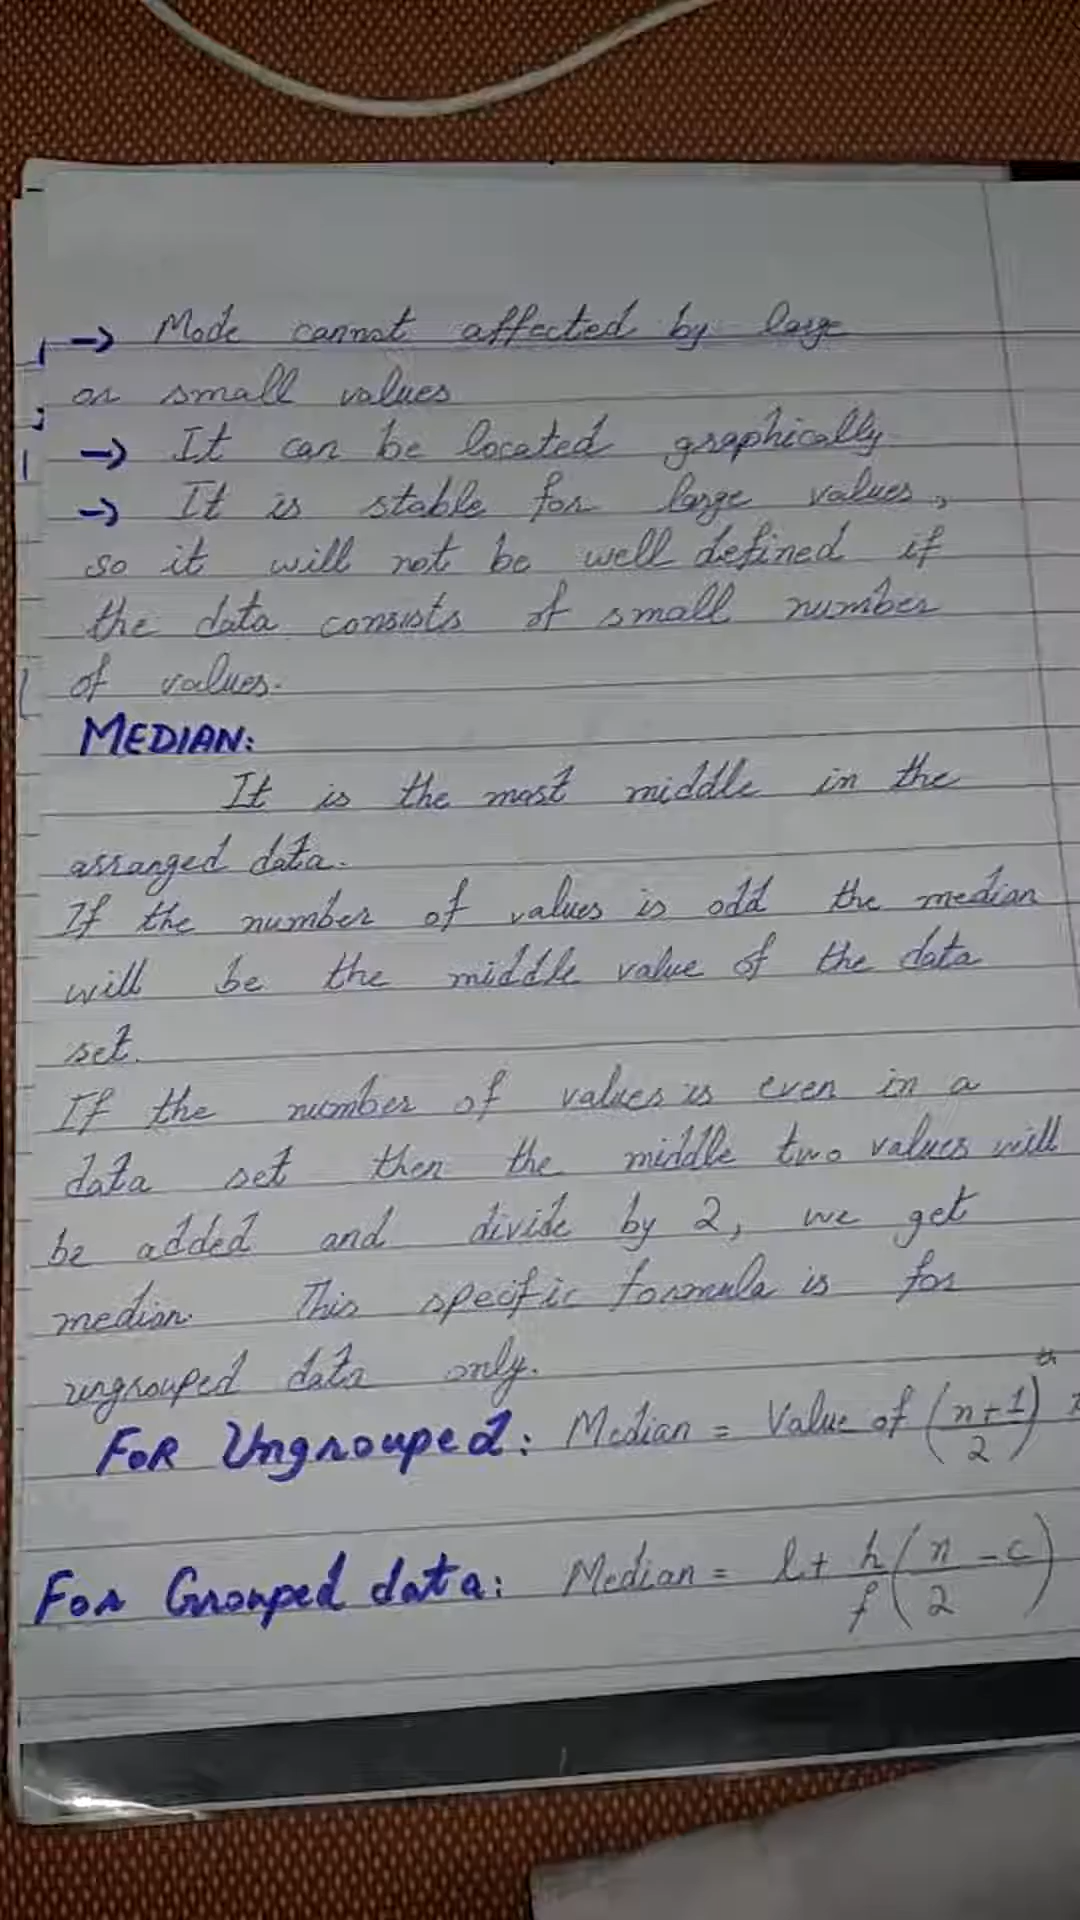 → Mode cannot affected by large
or small values
→ It can be located graphically
→ It is stable for large values,
so it will not be well defined if
the data consists of small number
of values.
MEDIAN:
It is the most middle in the
arranged data.
If the number of values is odd the median
will be the middle value of the data
set.
If the number of values is even in a
data set then the middle two values will
be added and divide by 2, we get
median. This specific formula is for
ungrouped data only.
FOR Ungrouped: Median = Value of (n+1/2)th
For Grouped data: Median = l + h/f (n/2 - c)